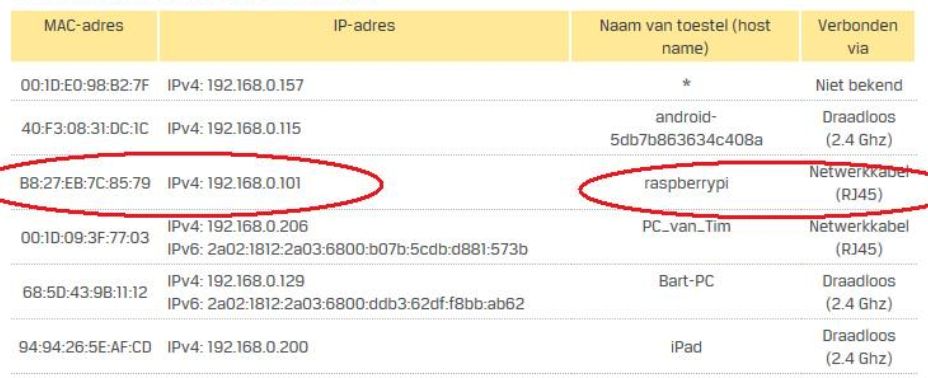 MAC-adres IP-adres Naam van toestel (host name) Verbonden via
00:1D:E0:98:B2:7F IPv4: 192.168.0.157 * Niet bekend
40:F3:08:31:DC:1C IPv4: 192.168.0.115 android-5db7b863634c408a Draadloos (2.4 Ghz)
B8:27:EB:7C:85:79 IPv4: 192.168.0.101 raspberrypi Netwerkkabel (RJ45)
00:1D:09:3F:77:03 IPv4: 192.168.0.206 PC_van_Tim Netwerkkabel (RJ45)
IPv6: 2a02:1812:2a03:6800:b07b:5cdb:d881:573b
68:5D:43:9B:11:12 IPv4: 192.168.0.129 Bart-PC Draadloos (2.4 Ghz)
IPv6: 2a02:1812:2a03:6800:ddb3:62df:f8bb:ab62
94:94:26:5E:AF:CD IPv4: 192.168.0.200 iPad Draadloos (2.4 Ghz)